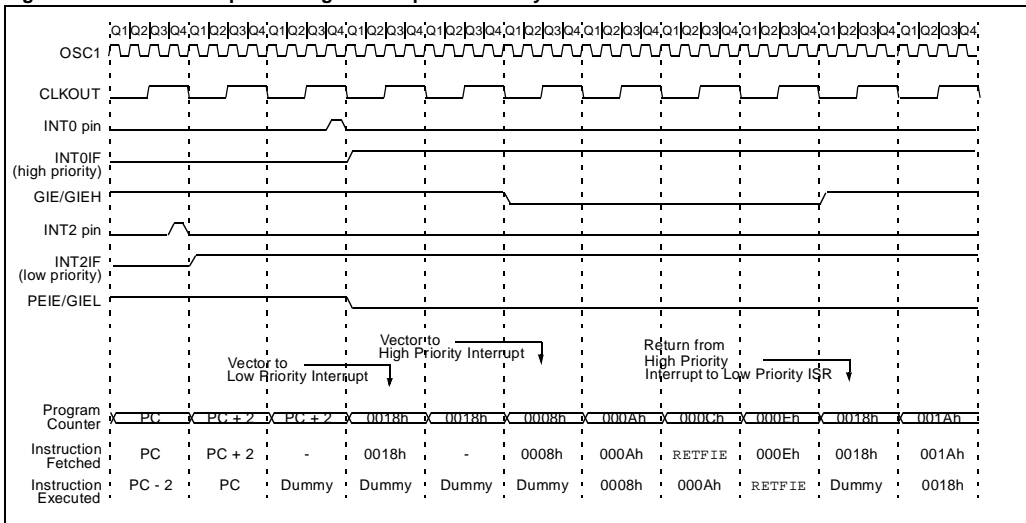 Q1 Q2 Q3 Q4 Q1 Q2 Q3 Q4 Q1 Q2 Q3 Q4 Q1 Q2 Q3 Q4 Q1 Q2 Q3 Q4 Q1 Q2 Q3 Q4 Q1 Q2 Q3 Q4 Q1 Q2 Q3 Q4 Q1 Q2 Q3 Q4 Q1 Q2 Q3 Q4 Q1 Q2 Q3 Q4
OSC1
CLKOUT
INT0 pin
INT0IF
(high priority)
GIE/GIEH
INT2 pin
INT2IF
(low priority)
PEIE/GIEL
Vector to
Low Priority Interrupt
Vector to
High Priority Interrupt
Return from
High Priority
Interrupt to Low Priority ISR
Program
Counter
PC PC + 2 PC + 2 0018h 0018h 0008h 000Ah 000Ch 000Eh 0018h 001Ah
Instruction
Fetched
PC PC + 2 - 0018h - 0008h 000Ah RETFIE 000Eh 0018h 001Ah
Instruction
Executed
PC - 2 PC Dummy Dummy Dummy Dummy 0008h 000Ah RETFIE Dummy 0018h